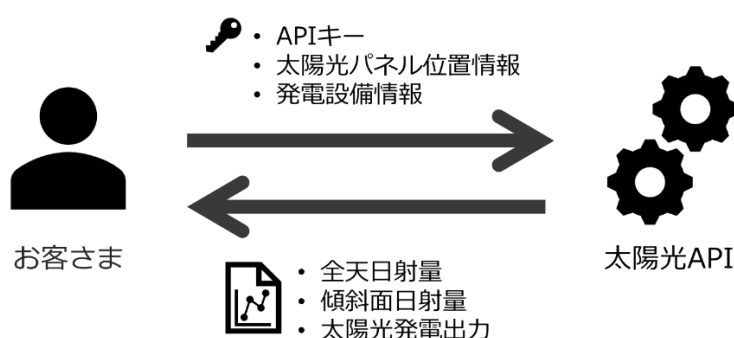 ・ APIキー
・ 太陽光パネル位置情報
・ 発電設備情報
お客さま
太陽光API
・ 全天日射量
・ 傾斜面日射量
・ 太陽光発電出力